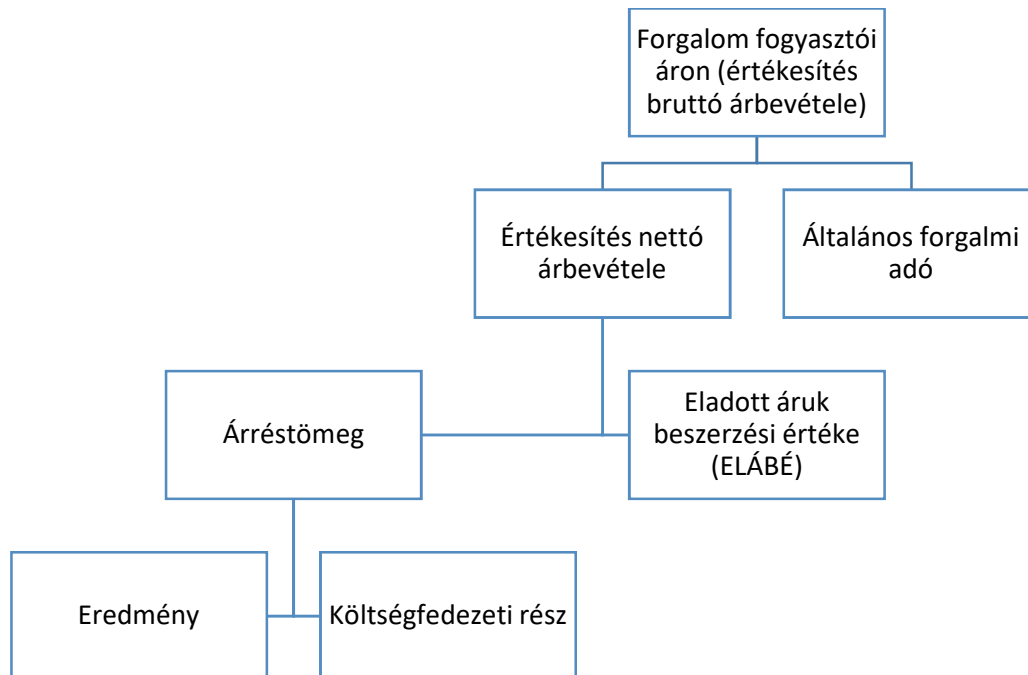 Forgalom fogyasztói
áron (értékesítés
bruttó árbevétele)
Értékesítés nettó
árbevétele
Általános forgalmi
adó
Árréstömeg
Eladott áruk
beszerzési értéke
(ELÁBÉ)
Eredmény
Költségfedezeti rész